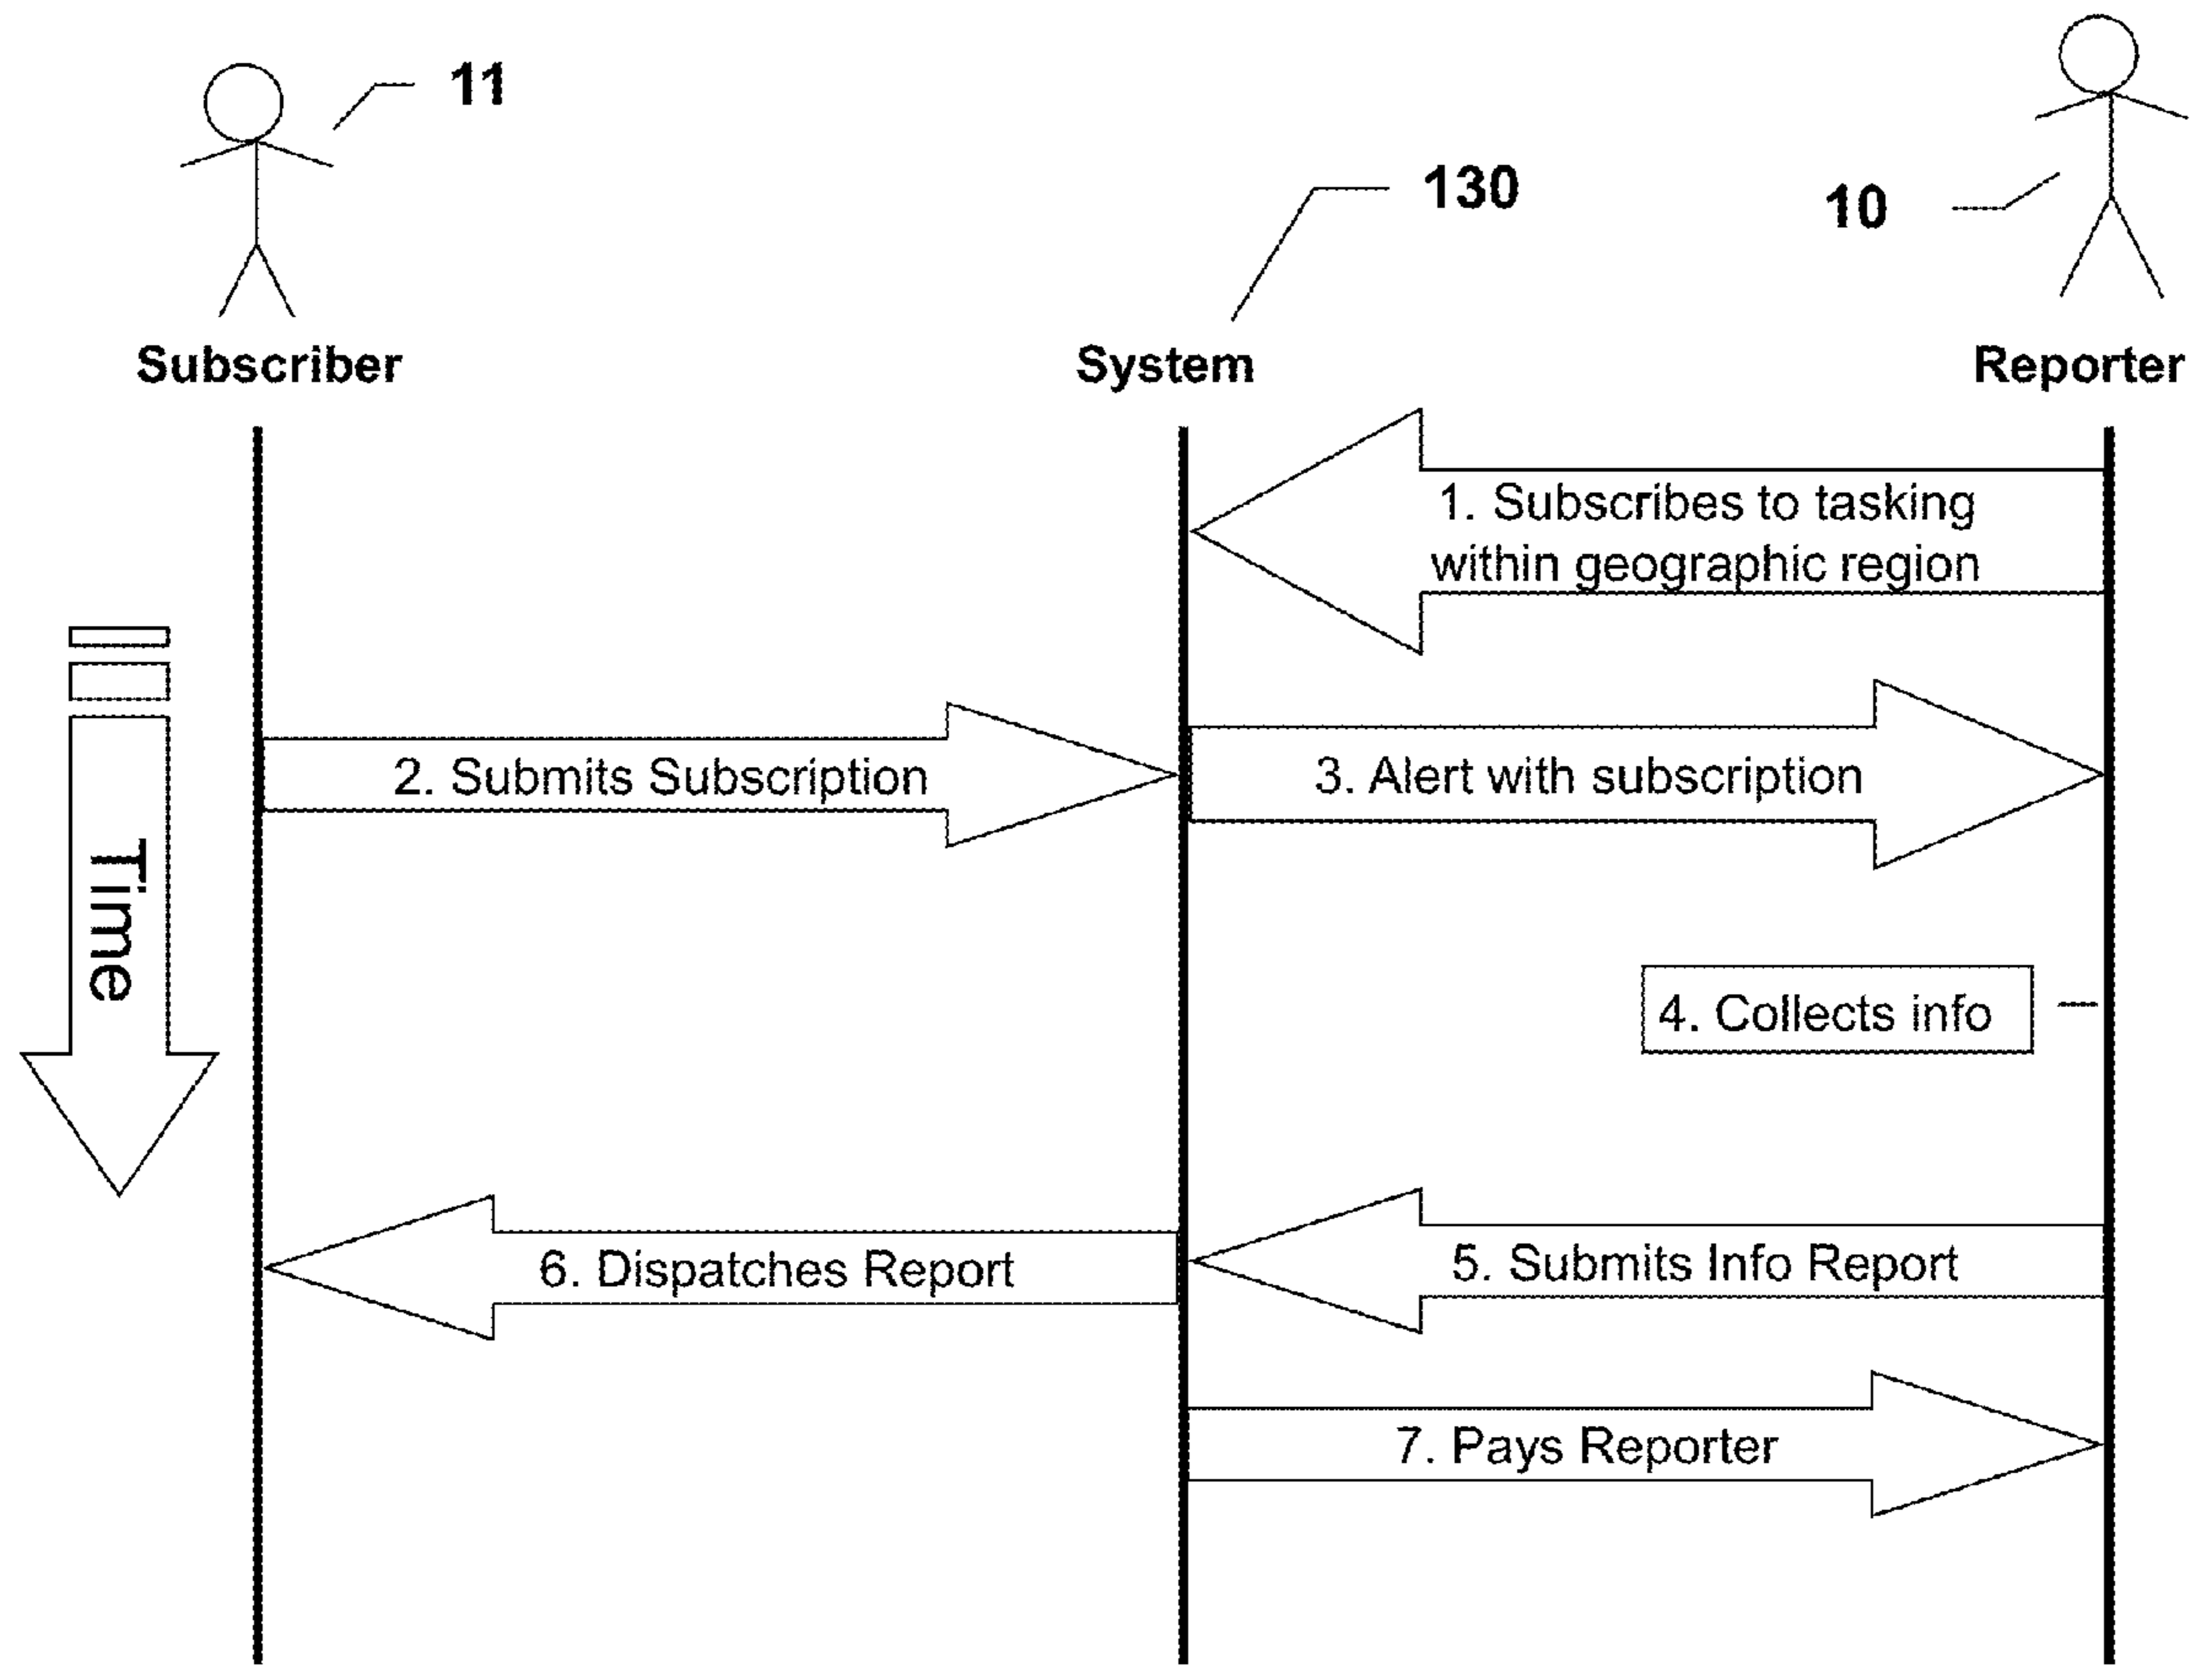 11
130
10
Subscriber
System
Reporter
1. Subscribes to tasking
within geographic region
2. Submits Subscription
3. Alert with subscription
Time
4. Collects info
6. Dispatches Report
5. Submits Info Report
7. Pays Reporter